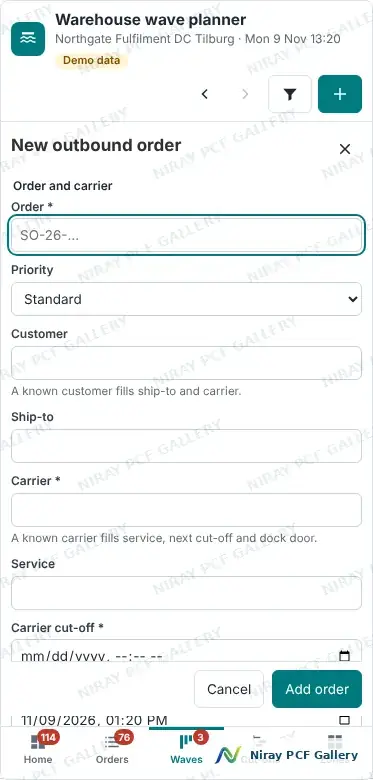 Warehouse wave planner
Northgate Fulfilment DC Tilburg · Mon 9 Nov 13:20
Demo data
New outbound order
Order and carrier
Order *
SO-26-...
Priority
Standard
Customer
A known customer fills ship-to and carrier.
Ship-to
Carrier *
A known carrier fills service, next cut-off and dock door.
Service
Carrier cut-off *
mm/dd/yyyy, --:-- --
Cancel
Add order
11/09/2026, 01:20 PM
114
76
3
Home
Orders
Waves
Niray PCF Gallery
NIRAY PCF GALLERY